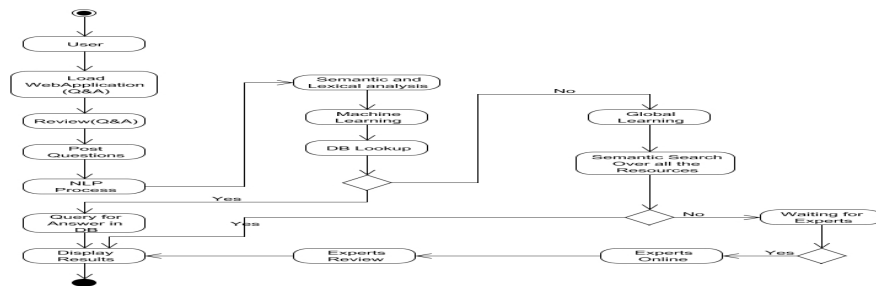 User
Load
WebApplication
(Q&A)
Review(Q&A)
Post
Questions
NLP
Process
Query for
Answer in
DB
Display
Results
Semantic and
Lexical analysis
Machine
Learning
DB Lookup
Yes
No
Global
Learning
Semantic Search
Over all the
Resources
Yes
No
Waiting for
Experts
Yes
Experts
Online
Experts
Review